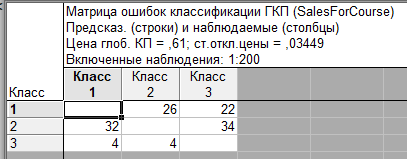 Матрица ошибок классификации ГКП (SalesForCourse)
Предсказ. (строки) и наблюдаемые (столбцы)
Цена глоб. КП = ,61; ст.откл.цены = ,03449
Включенные наблюдения: 1:200
Класс Класс 1 Класс 2 Класс 3
1 26 22
2 32 34
3 4 4